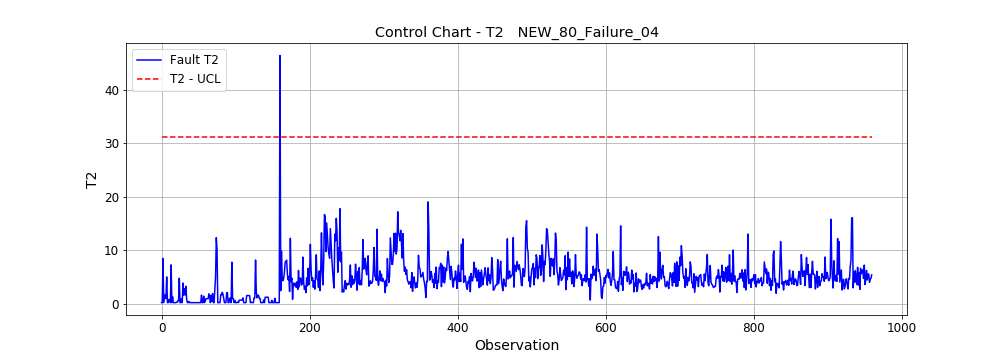 Control Chart - T2   NEW_80_Failure_04
Fault T2
T2 - UCL
40
30
20
10
0
T2
0 200 400 600 800 1000
Observation